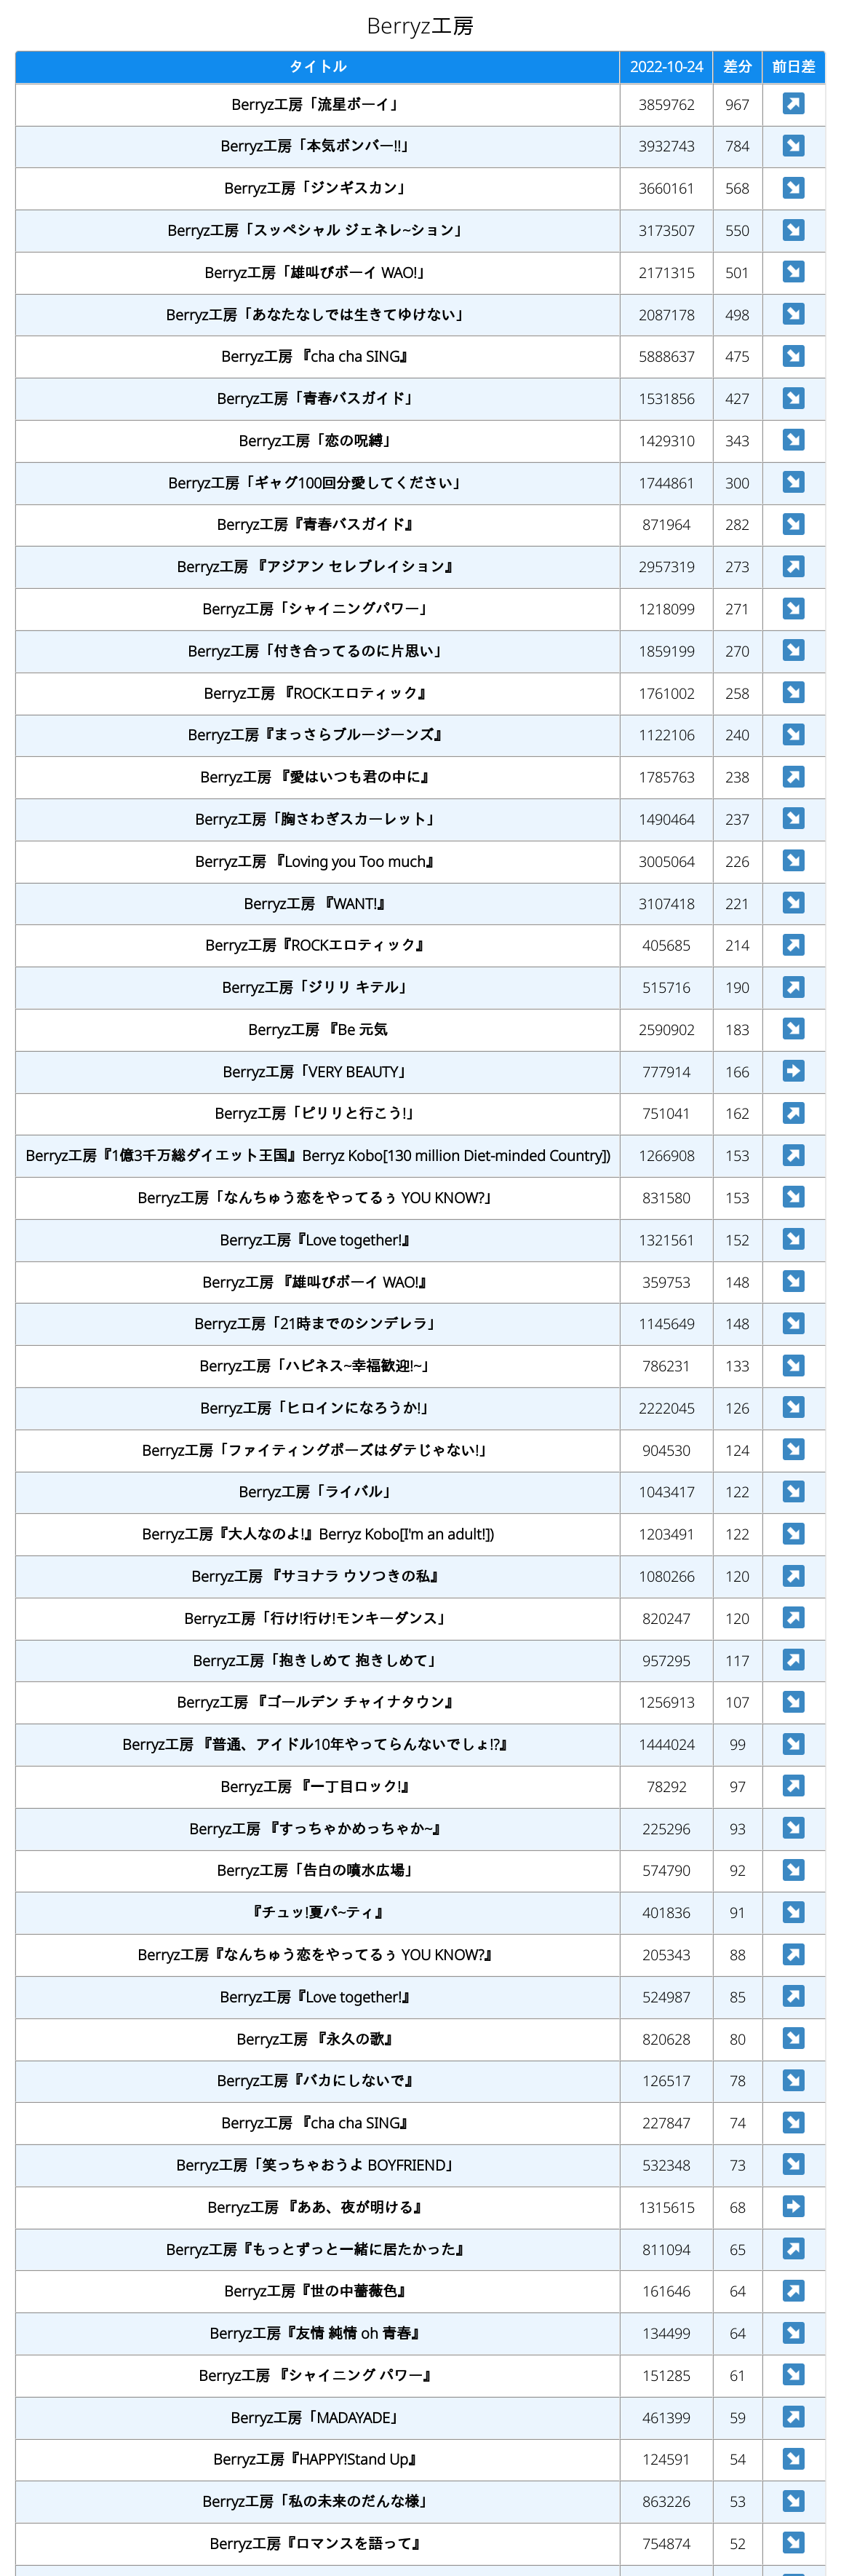 Berryz工房
タイトル 2022-10-24 差分 前日差
Berryz工房「流星ボーイ」 3859762 967 ↗
Berryz工房「本気ボンバー!!」 3932743 784 ↘
Berryz工房「ジンギスカン」 3660161 568 ↘
Berryz工房「スッペシャル ジェネレ~ション」 3173507 550 ↘
Berryz工房「雄叫びボーイ WAO!」 2171315 501 ↘
Berryz工房「あなたなしでは生きてゆけない」 2087178 498 ↘
Berryz工房 『cha cha SING』 5888637 475 ↘
Berryz工房「青春バスガイド」 1531856 427 ↘
Berryz工房「恋の呪縛」 1429310 343 ↘
Berryz工房「ギャグ100回分愛してください」 1744861 300 ↘
Berryz工房『青春バスガイド』 871964 282 ↘
Berryz工房 『アジアン セレブレイション』 2957319 273 ↗
Berryz工房「シャイニングパワー」 1218099 271 ↘
Berryz工房「付き合ってるのに片思い」 1859199 270 ↘
Berryz工房 『ROCKエロティック』 1761002 258 ↘
Berryz工房『まっさらブルージーンズ』 1122106 240 ↘
Berryz工房 『愛はいつも君の中に』 1785763 238 ↗
Berryz工房「胸さわぎスカーレット」 1490464 237 ↘
Berryz工房 『Loving you Too much』 3005064 226 ↘
Berryz工房 『WANT!』 3107418 221 ↘
Berryz工房『ROCKエロティック』 405685 214 ↗
Berryz工房「ジリリ キテル」 515716 190 ↗
Berryz工房 『Be 元気 2590902 183 ↘
Berryz工房「VERY BEAUTY」 777914 166 ➡
Berryz工房「ピリリと行こう!」 751041 162 ↗
Berryz工房『1億3千万総ダイエット王国』Berryz Kobo[130 million Diet-minded Country]) 1266908 153 ↗
Berryz工房「なんちゅう恋をやってるぅ YOU KNOW?」 831580 153 ↘
Berryz工房『Love together!』 1321561 152 ↘
Berryz工房 『雄叫びボーイ WAO!』 359753 148 ↘
Berryz工房「21時までのシンデレラ」 1145649 148 ↘
Berryz工房「ハピネス~幸福歓迎!~」 786231 133 ↘
Berryz工房「ヒロインになろうか!」 2222045 126 ↘
Berryz工房「ファイティングポーズはダテじゃない!」 904530 124 ↘
Berryz工房「ライバル」 1043417 122 ↘
Berryz工房『大人なのよ!』Berryz Kobo[I'm an adult!]) 1203491 122 ↘
Berryz工房 『サヨナラ ウソつきの私』 1080266 120 ↗
Berryz工房「行け!行け!モンキーダンス」 820247 120 ↗
Berryz工房「抱きしめて 抱きしめて」 957295 117 ↗
Berryz工房 『ゴールデン チャイナタウン』 1256913 107 ↘
Berryz工房 『普通、アイドル10年やってらんないでしょ!?』 1444024 99 ↘
Berryz工房 『一丁目ロック!』 78292 97 ↗
Berryz工房 『すっちゃかめっちゃか~』 225296 93 ↘
Berryz工房「告白の噴水広場」 574790 92 ↘
『チュッ!夏パ~ティ』 401836 91 ↘
Berryz工房『なんちゅう恋をやってるぅ YOU KNOW?』 205343 88 ↗
Berryz工房『Love together!』 524987 85 ↗
Berryz工房 『永久の歌』 820628 80 ↘
Berryz工房『バカにしないで』 126517 78 ↘
Berryz工房 『cha cha SING』 227847 74 ↘
Berryz工房「笑っちゃおうよ BOYFRIEND」 532348 73 ↘
Berryz工房 『ああ、夜が明ける』 1315615 68 ➡
Berryz工房『もっとずっと一緒に居たかった』 811094 65 ↗
Berryz工房『世の中薔薇色』 161646 64 ↗
Berryz工房『友情 純情 oh 青春』 134499 64 ↘
Berryz工房 『シャイニング パワー』 151285 61 ↘
Berryz工房「MADAYADE」 461399 59 ↗
Berryz工房『HAPPY!Stand Up』 124591 54 ↘
Berryz工房「私の未来のだんな様」 863226 53 ↘
Berryz工房『ロマンスを語って』 754874 52 ↘